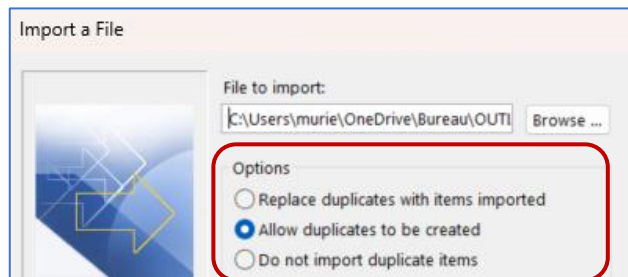 Import a File
File to import:
C:\Users\murie\OneDrive\Bureau\OUTL Browse ...
Options
Replace duplicates with items imported
Allow duplicates to be created
Do not import duplicate items